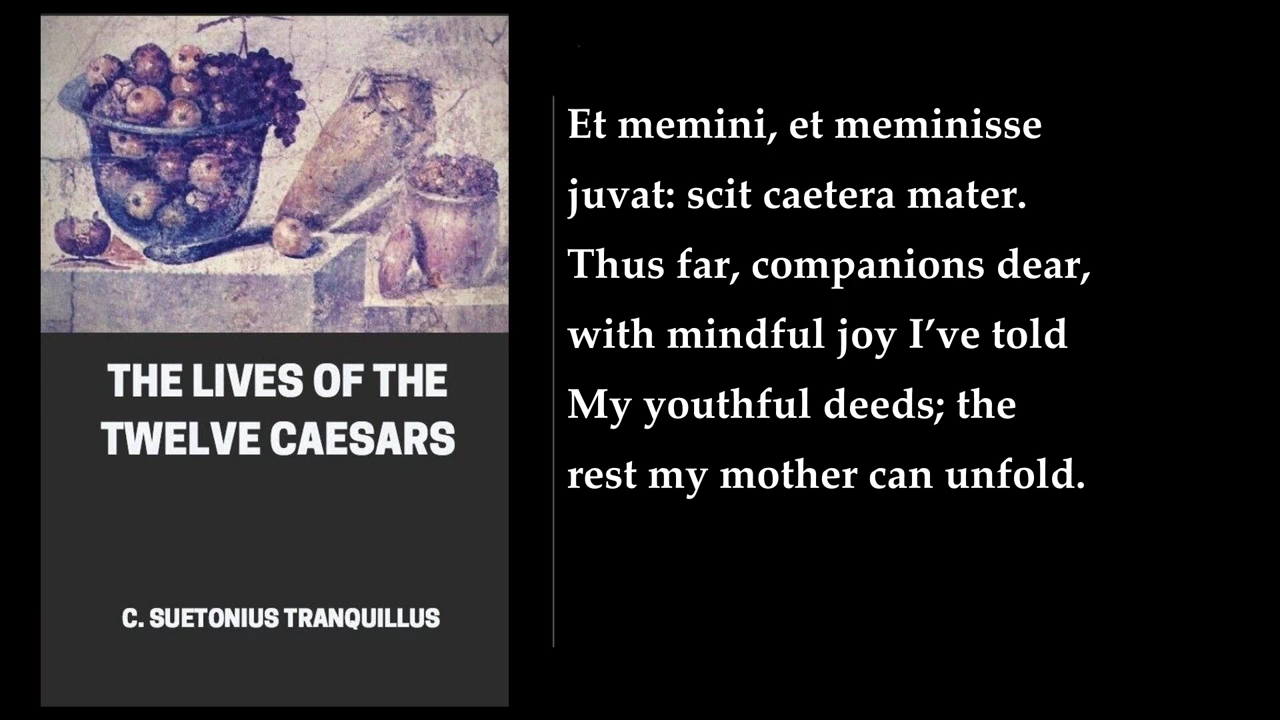 THE LIVES OF THE
TWELVE CAESARS
C. SUETONIUS TRANQUILLUS
Et memini, et meminisse
juvat: scit caetera mater.
Thus far, companions dear,
with mindful joy I’ve told
My youthful deeds; the
rest my mother can unfold.